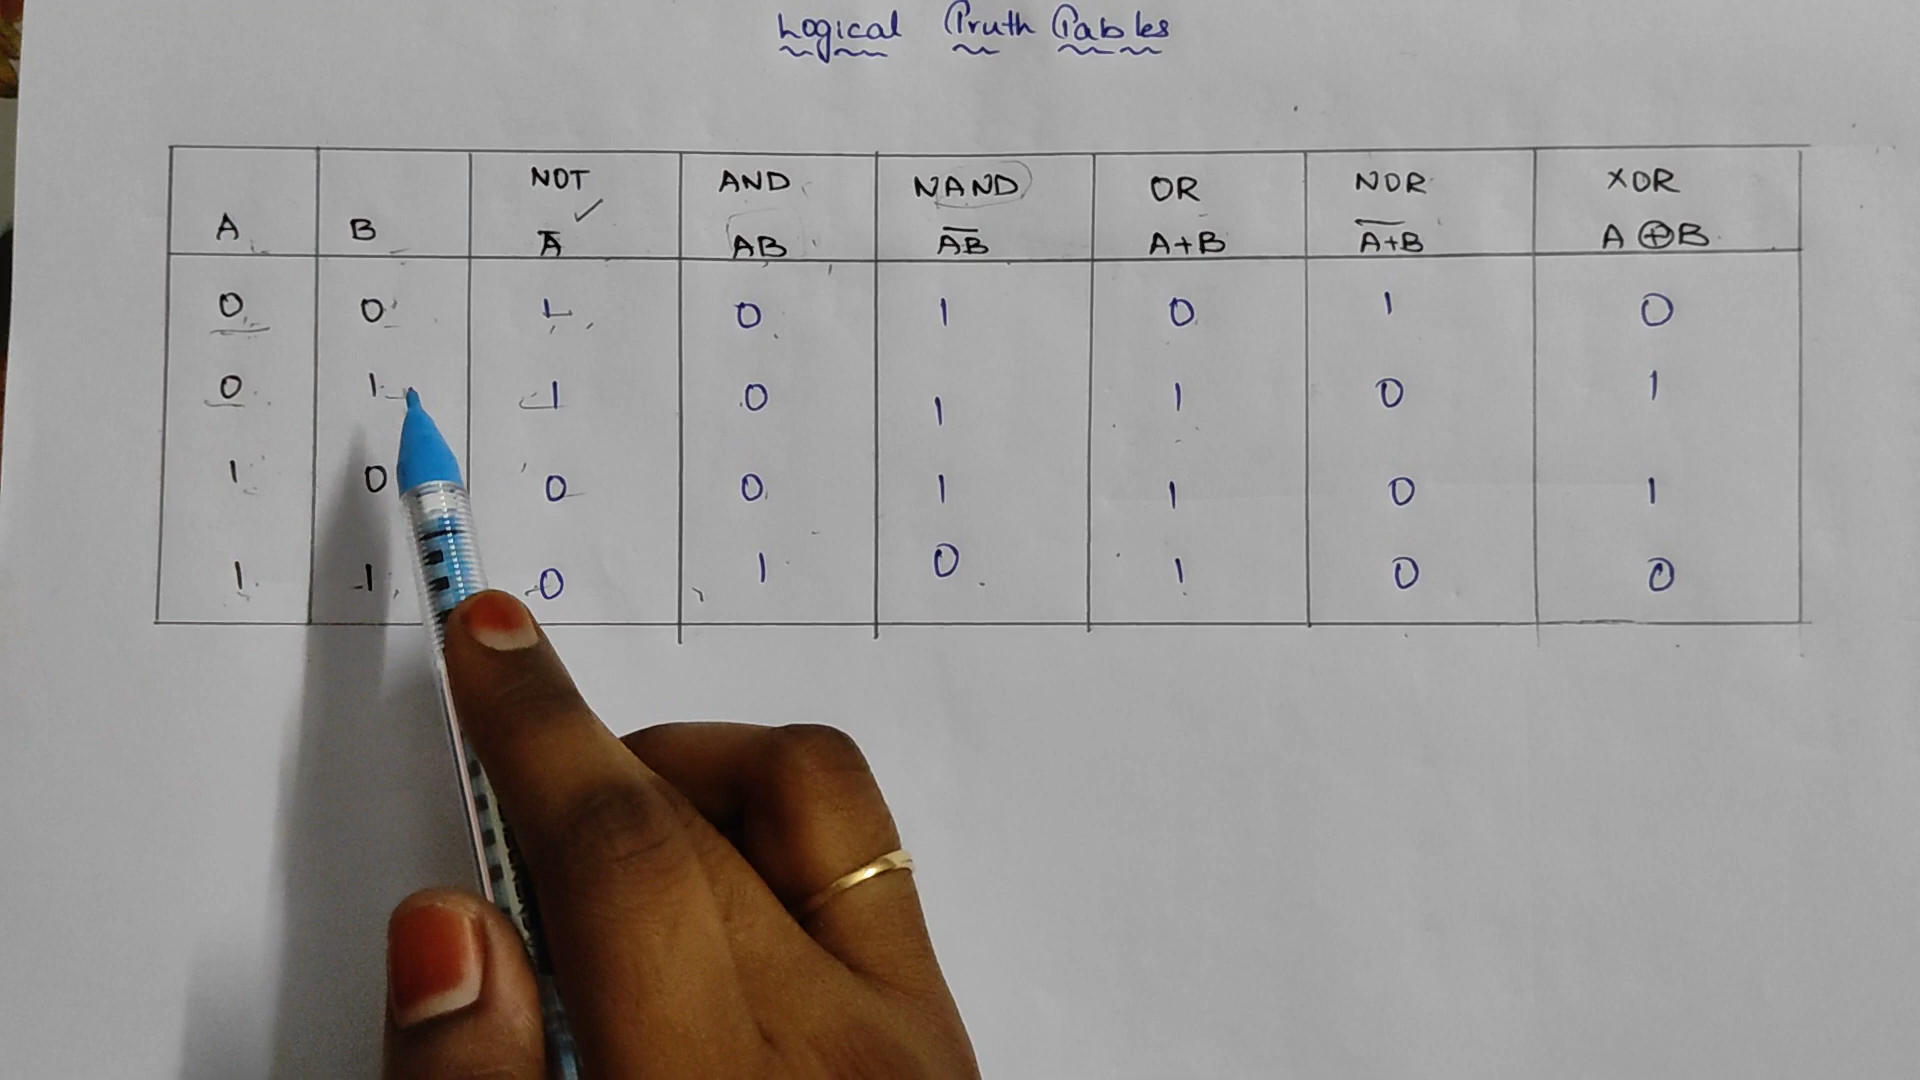 Logical Truth Tables
A B NOT A̅ AND AB NAND A̅B̅ OR A+B NOR A̅+̅B̅ XOR A⊕B
0 0 1 0 1 0 1 0
0 1 1 0 1 1 0 1
1 0 0 0 1 1 0 1
1 1 0 1 0 1 0 0